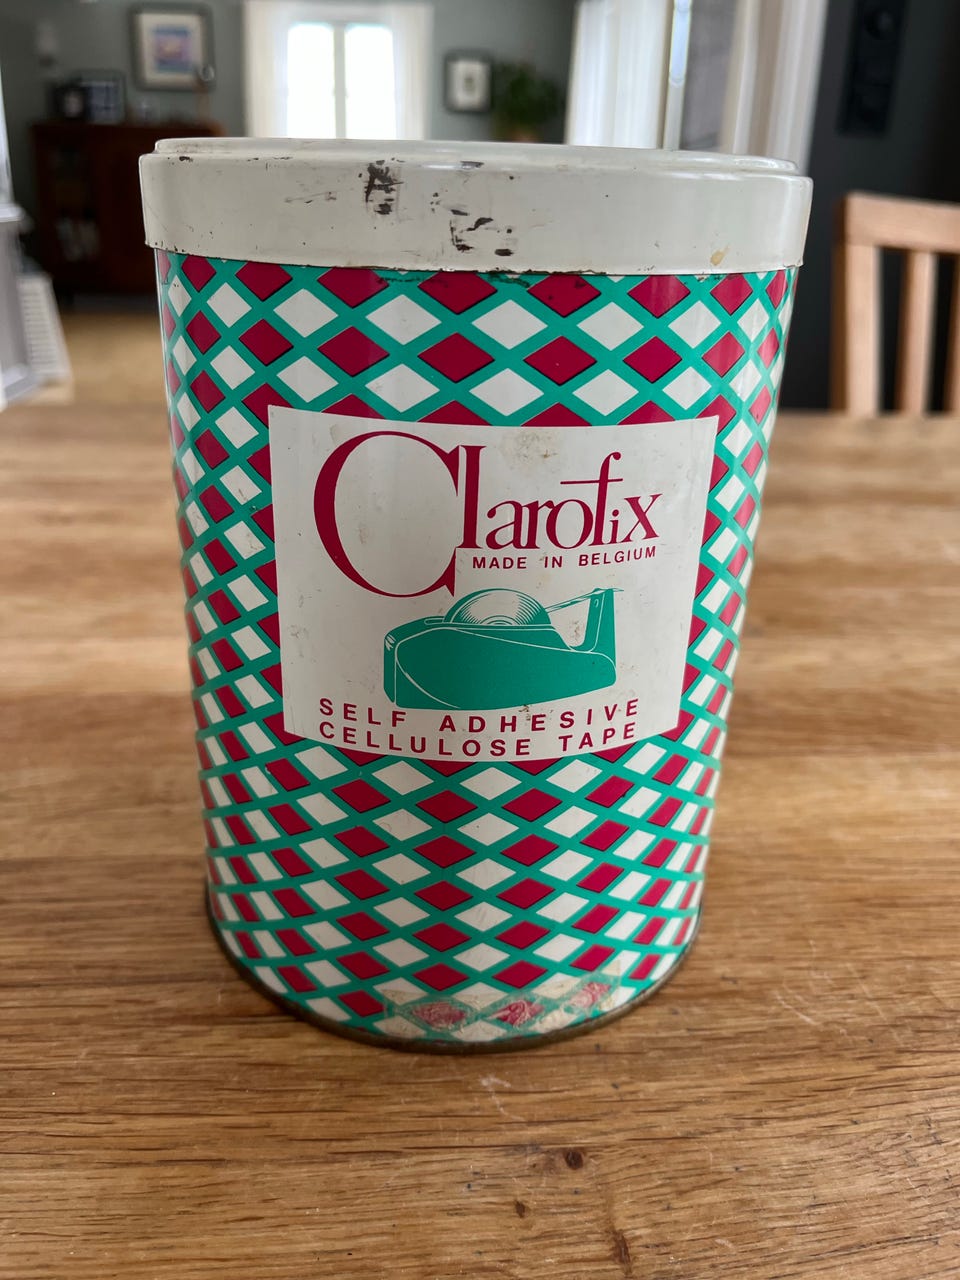 Clarofix
MADE IN BELGIUM
SELF ADHESIVE
CELLULOSE TAPE